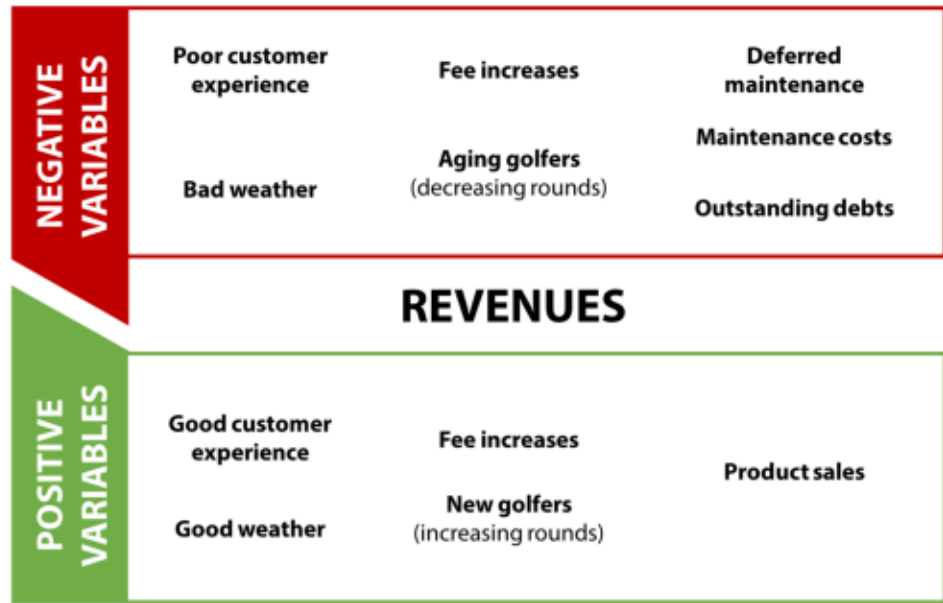 NEGATIVE
VARIABLES
Poor customer
experience
Fee increases
Deferred
maintenance
Maintenance costs
Bad weather
Aging golfers
(decreasing rounds)
Outstanding debts
REVENUES
POSITIVE
VARIABLES
Good customer
experience
Fee increases
Product sales
Good weather
New golfers
(increasing rounds)